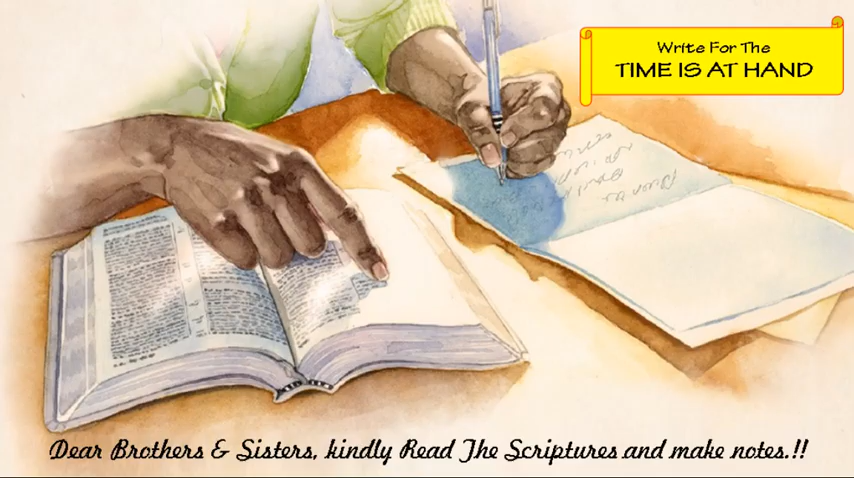 Write For The
TIME IS AT HAND
Dear Brothers & Sisters, kindly Read The Scriptures and make notes.!!